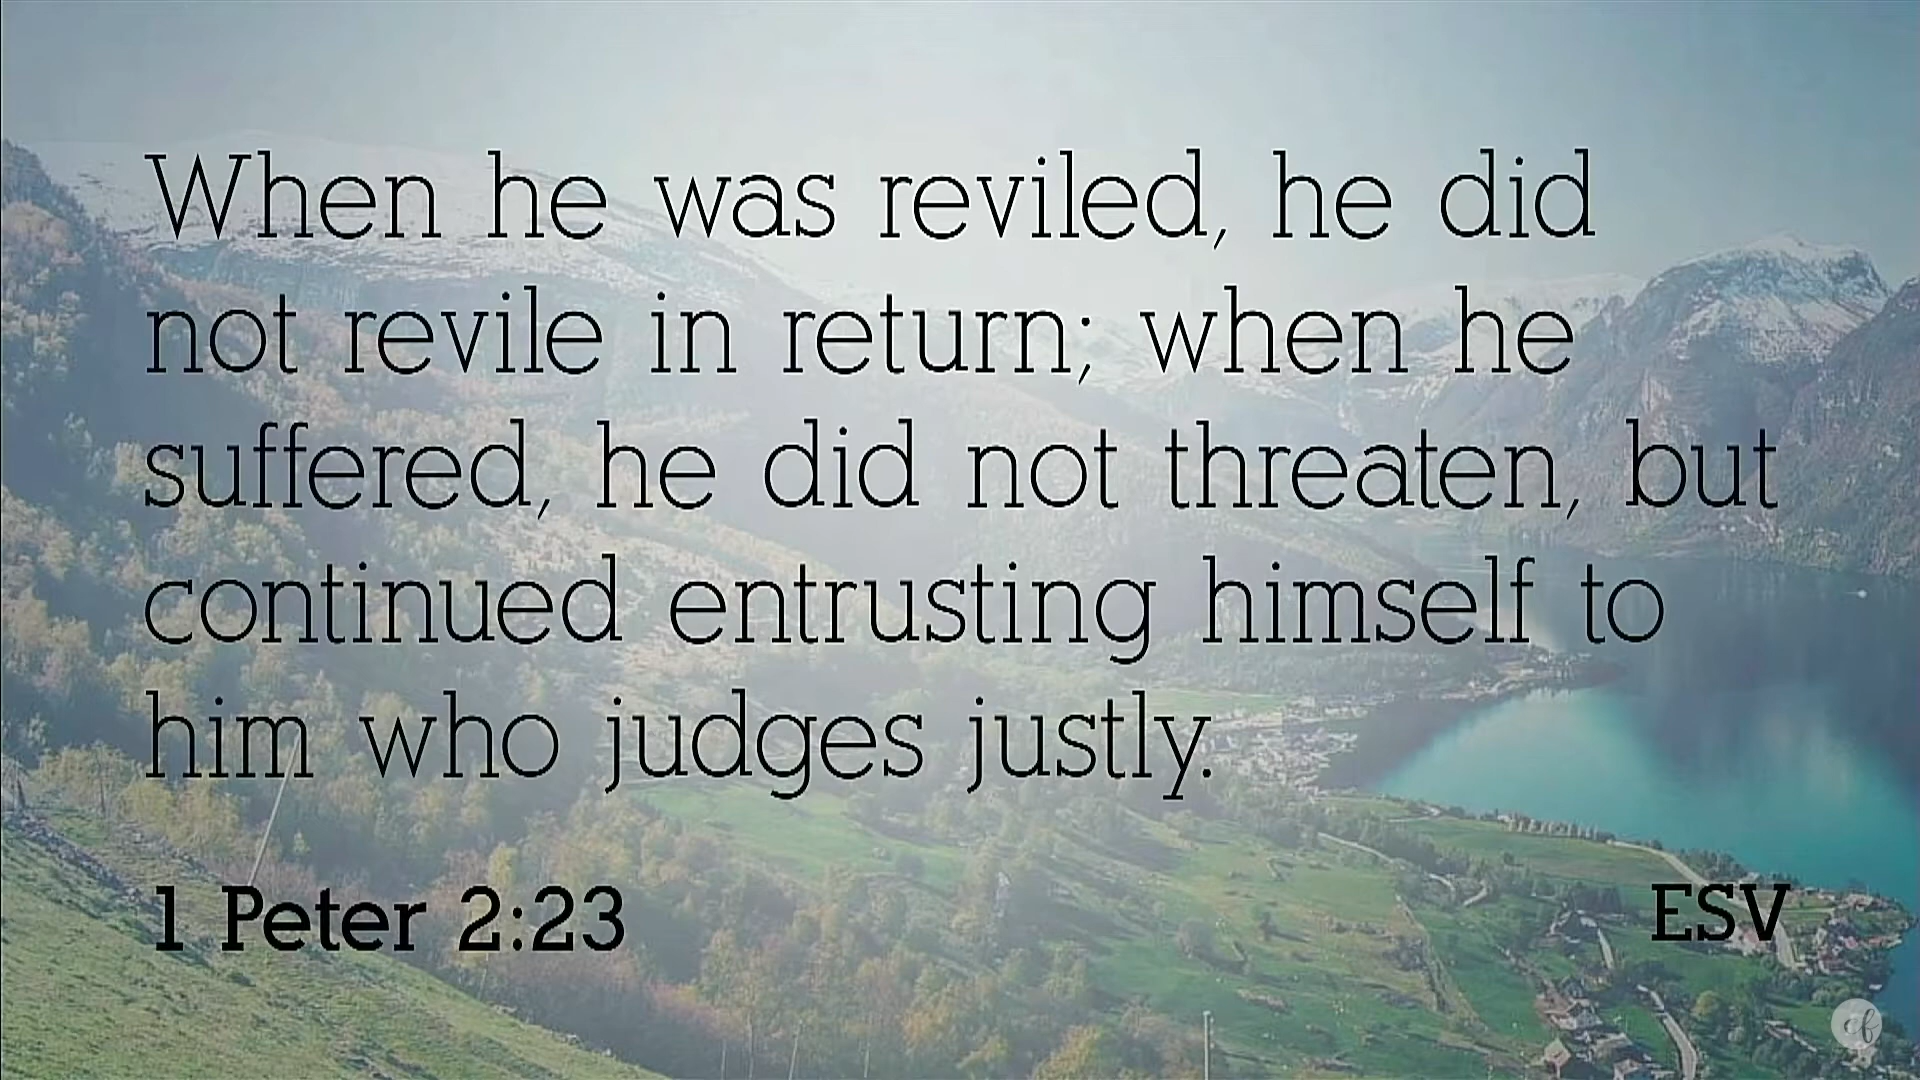 When he was reviled, he did
not revile in return; when he
suffered, he did not threaten, but
continued entrusting himself to
him who judges justly.
1 Peter 2:23
ESV
cf